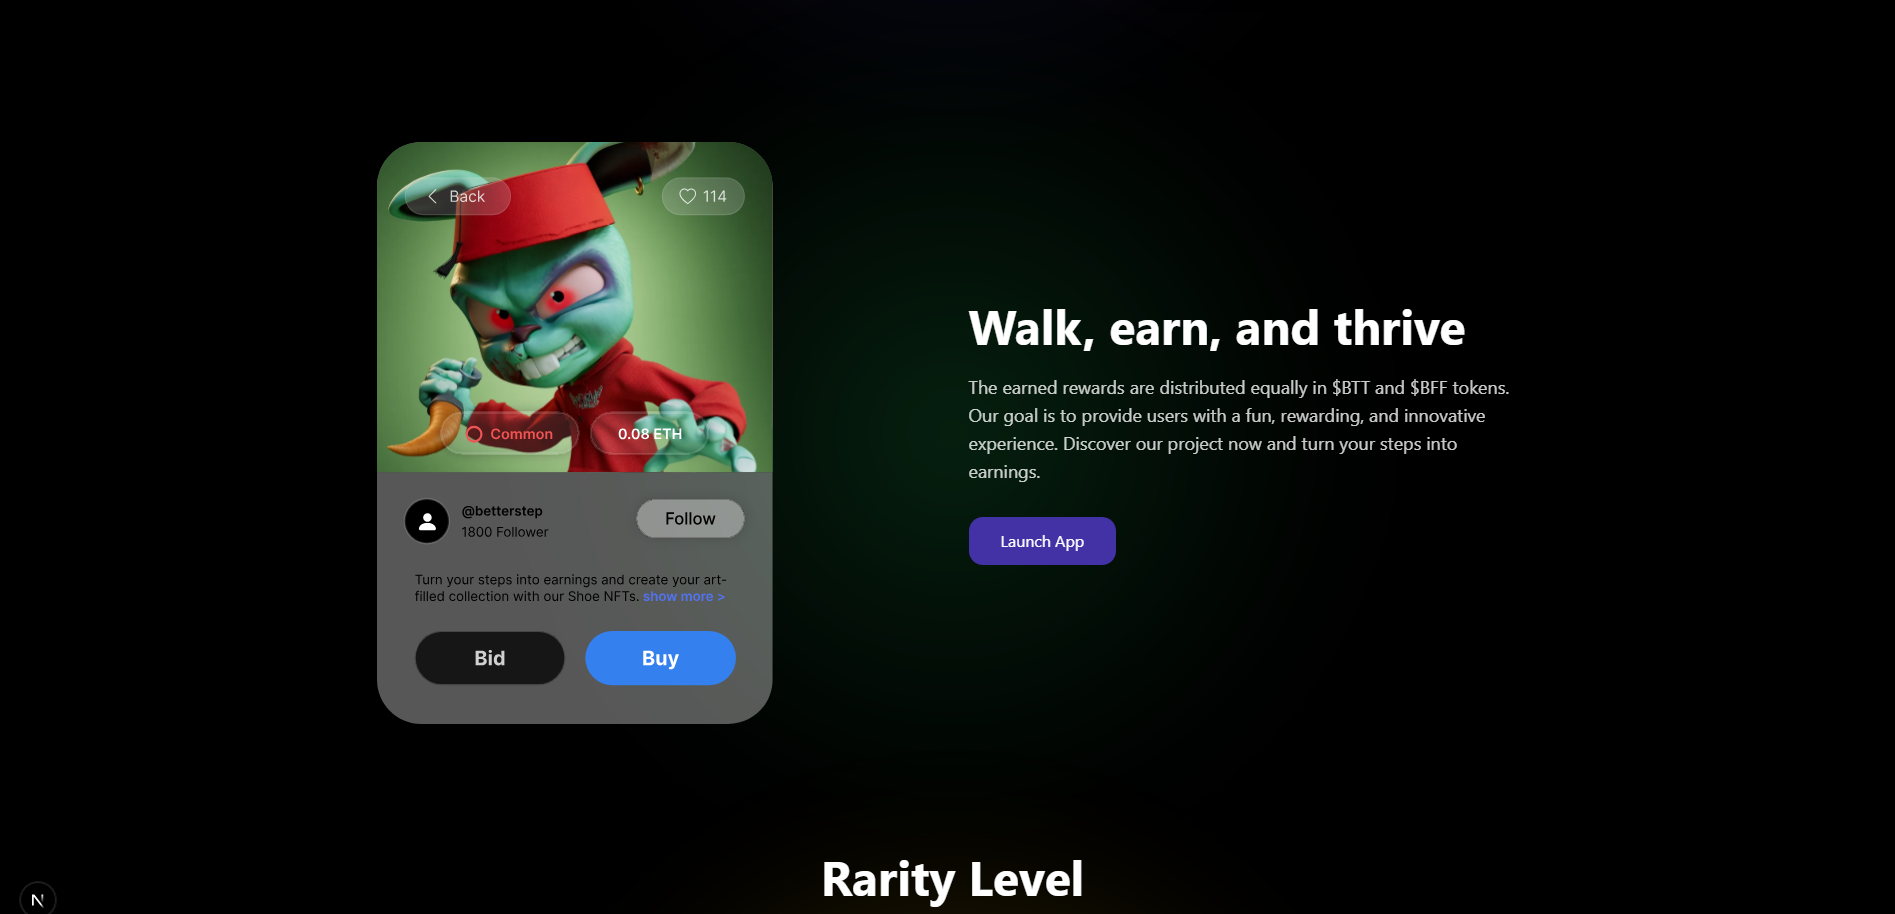 Back
114
Common
0.08 ETH
@betterstep
1800 Follower
Follow
Turn your steps into earnings and create your art-
filled collection with our Shoe NFTs. show more >
Bid
Buy
Walk, earn, and thrive
The earned rewards are distributed equally in $BTT and $BFF tokens.
Our goal is to provide users with a fun, rewarding, and innovative
experience. Discover our project now and turn your steps into
earnings.
Launch App
Rarity Level
N